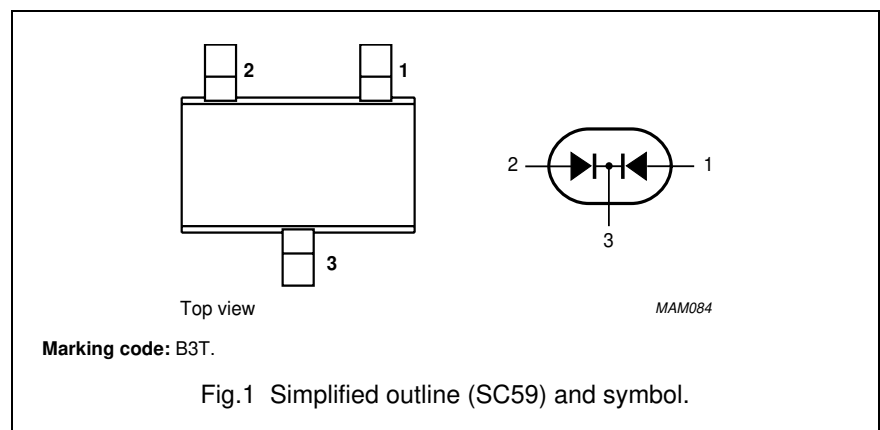 2
1
3
Top view
2
1
3
MAM084
Marking code: B3T.
Fig.1 Simplified outline (SC59) and symbol.